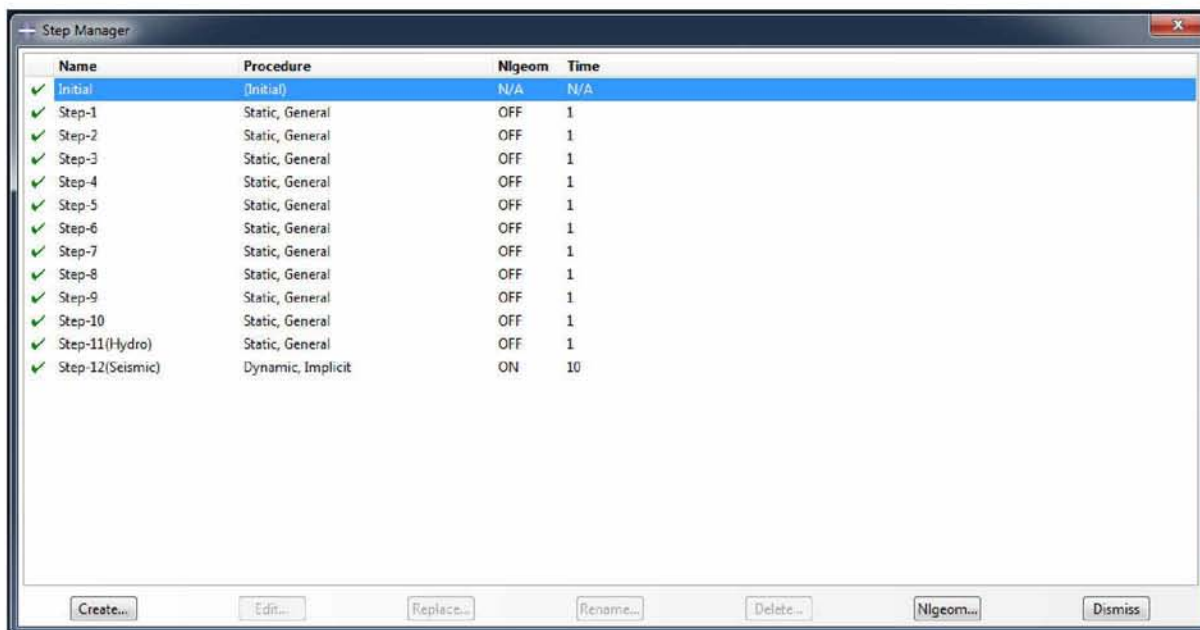 Step Manager
Name Procedure Nlgeom Time
Initial (Initial) N/A N/A
Step-1 Static, General OFF 1
Step-2 Static, General OFF 1
Step-3 Static, General OFF 1
Step-4 Static, General OFF 1
Step-5 Static, General OFF 1
Step-6 Static, General OFF 1
Step-7 Static, General OFF 1
Step-8 Static, General OFF 1
Step-9 Static, General OFF 1
Step-10 Static, General OFF 1
Step-11(Hydro) Static, General OFF 1
Step-12(Seismic) Dynamic, Implicit ON 10
Create... Edit... Replace... Rename... Delete... Nlgeom... Dismiss